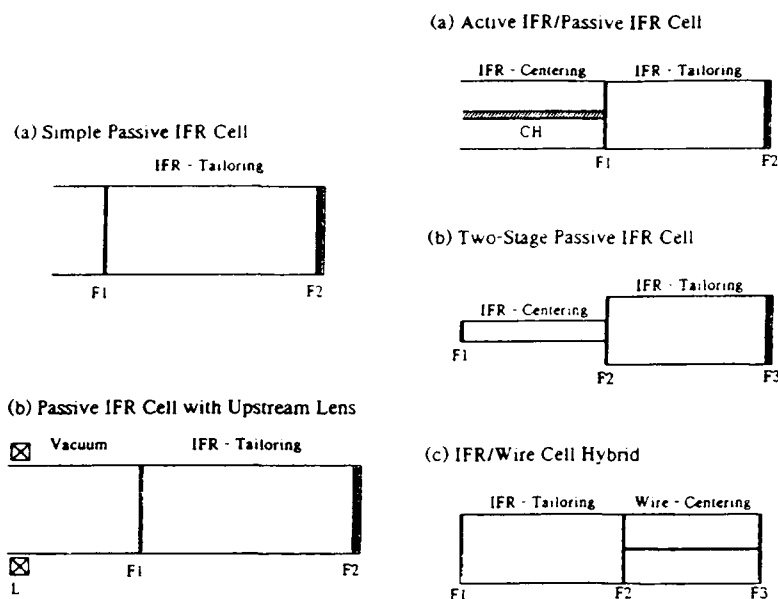 (a) Simple Passive IFR Cell
IFR - Tailoring
F1 F2
(b) Passive IFR Cell with Upstream Lens
Vacuum IFR - Tailoring
L F1 F2
(a) Active IFR/Passive IFR Cell
IFR - Centering IFR - Tailoring
CH
F1 F2
(b) Two-Stage Passive IFR Cell
IFR - Tailoring
IFR - Centering
F1
F2 F3
(c) IFR/Wire Cell Hybrid
IFR - Tailoring Wire - Centering
F1 F2 F3